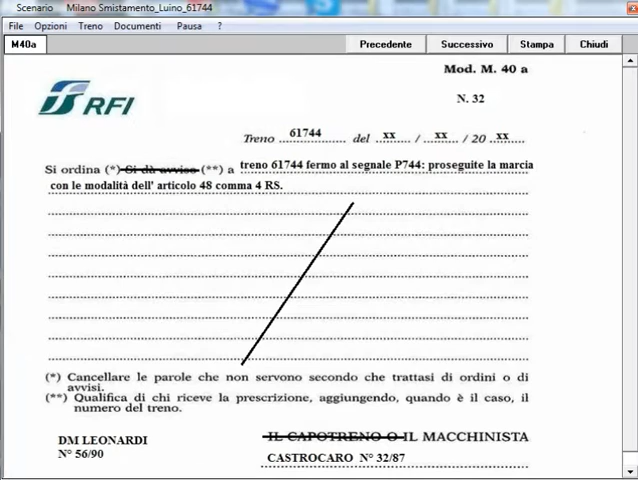 Scenario Milano Smistamento_Luino_61744
File Opzioni Treno Documenti Pausa ?
M40a Precedente Successivo Stampa Chiudi
Mod. M. 40 a
RFI
N. 32
Treno 61744 del xx / xx / 20 xx
Si ordina (*) Si dà avviso (**) a treno 61744 fermo al segnale P744: proseguite la marcia
con le modalità dell' articolo 48 comma 4 RS.
(*) Cancellare le parole che non servono secondo che trattasi di ordini o di
avvisi.
(**) Qualifica di chi riceve la prescrizione, aggiungendo, quando è il caso, il
numero del treno.
DM LEONARDI
N° 56/90
IL CAPOTRENO O IL MACCHINISTA
CASTROCARO N° 32/87